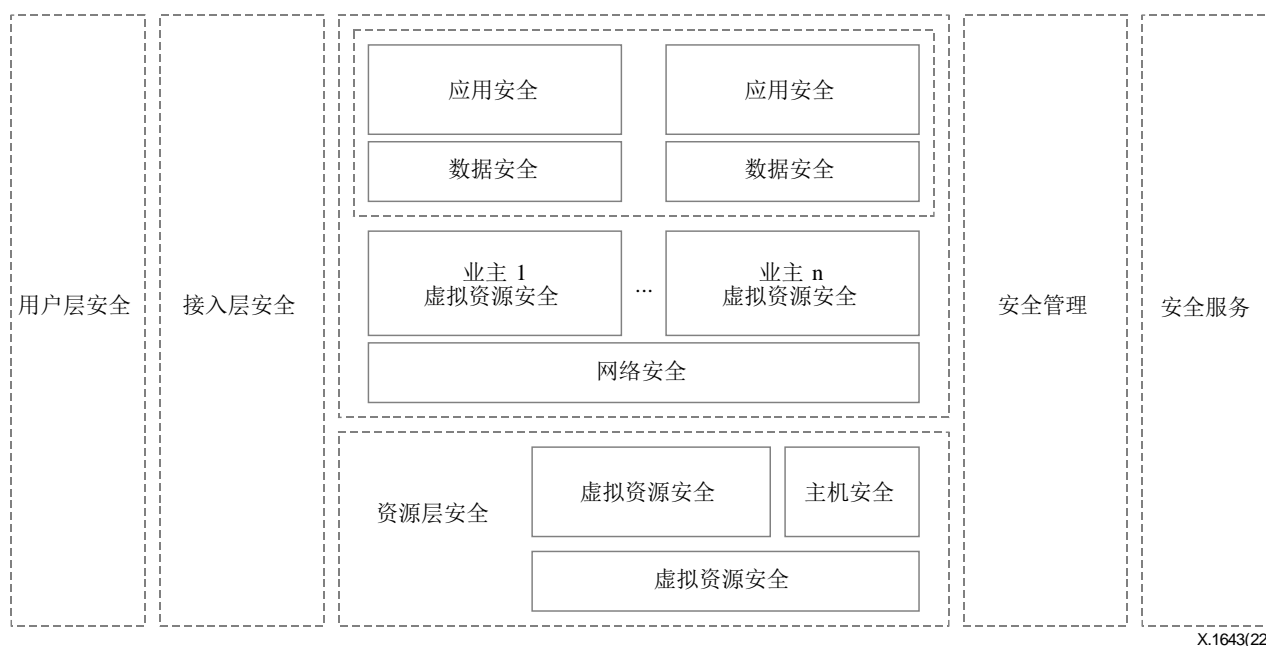 应用安全
应用安全
数据安全
数据安全
业主 1
虚拟资源安全
...
业主 n
虚拟资源安全
用户层安全
接入层安全
安全管理
安全服务
网络安全
虚拟资源安全
主机安全
资源层安全
虚拟资源安全
X.1643(22